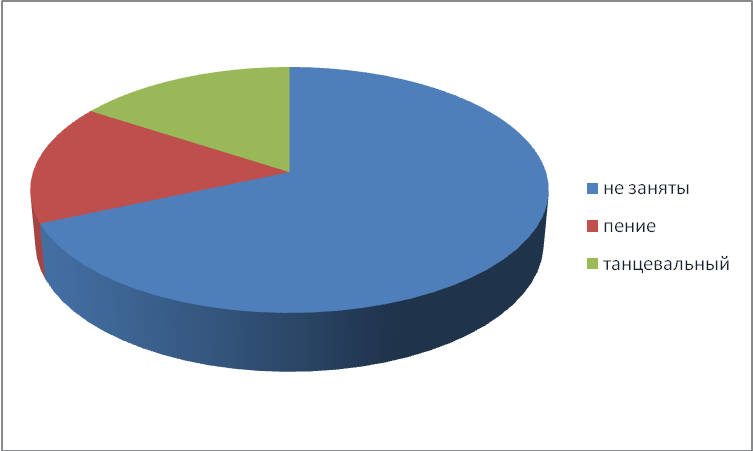 не заняты
пение
танцевальный